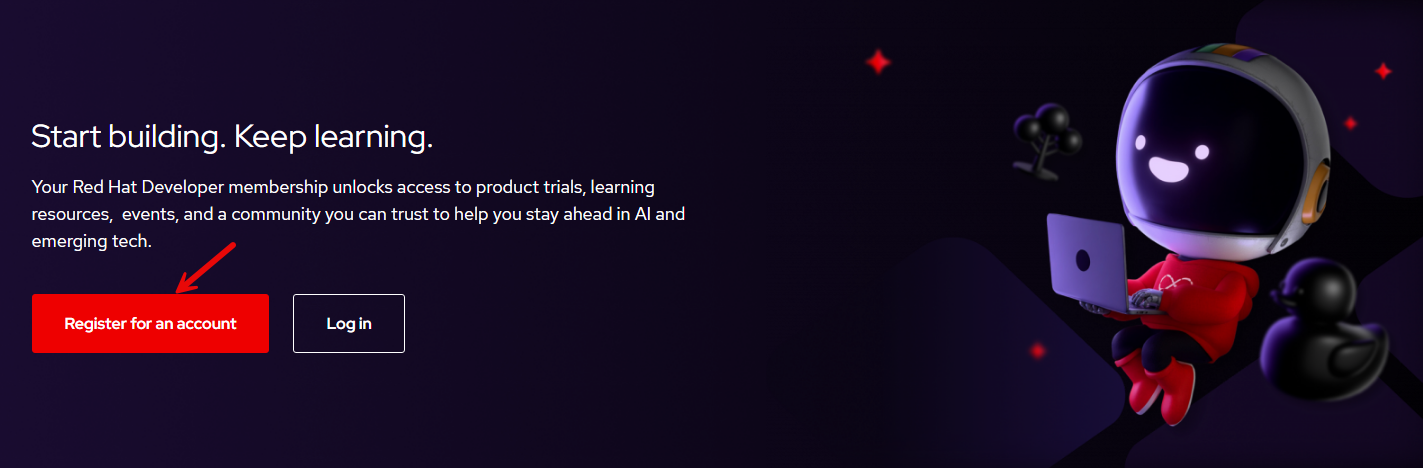 Start building. Keep learning.
Your Red Hat Developer membership unlocks access to product trials, learning
resources, events, and a community you can trust to help you stay ahead in AI and
emerging tech.
Register for an account
Log in